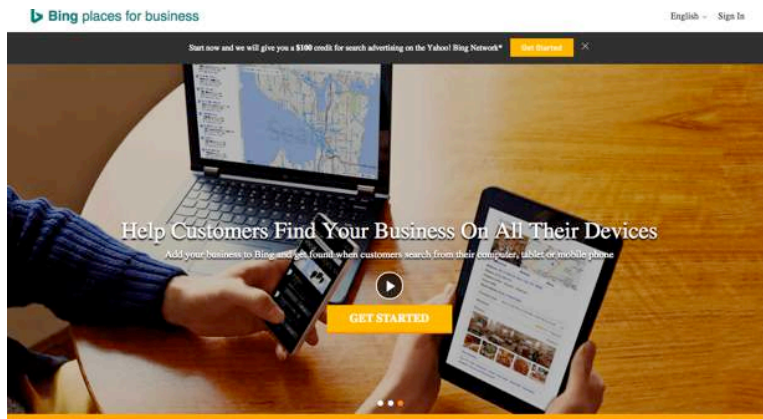 Bing places for business
English
Sign In
Start now and we will give you a $100 credit for search advertising on the Yahoo! Bing Network*
Get Started
Help Customers Find Your Business On All Their Devices
Add your business to Bing and get found when customers search from their computer, tablet or mobile phone
GET STARTED